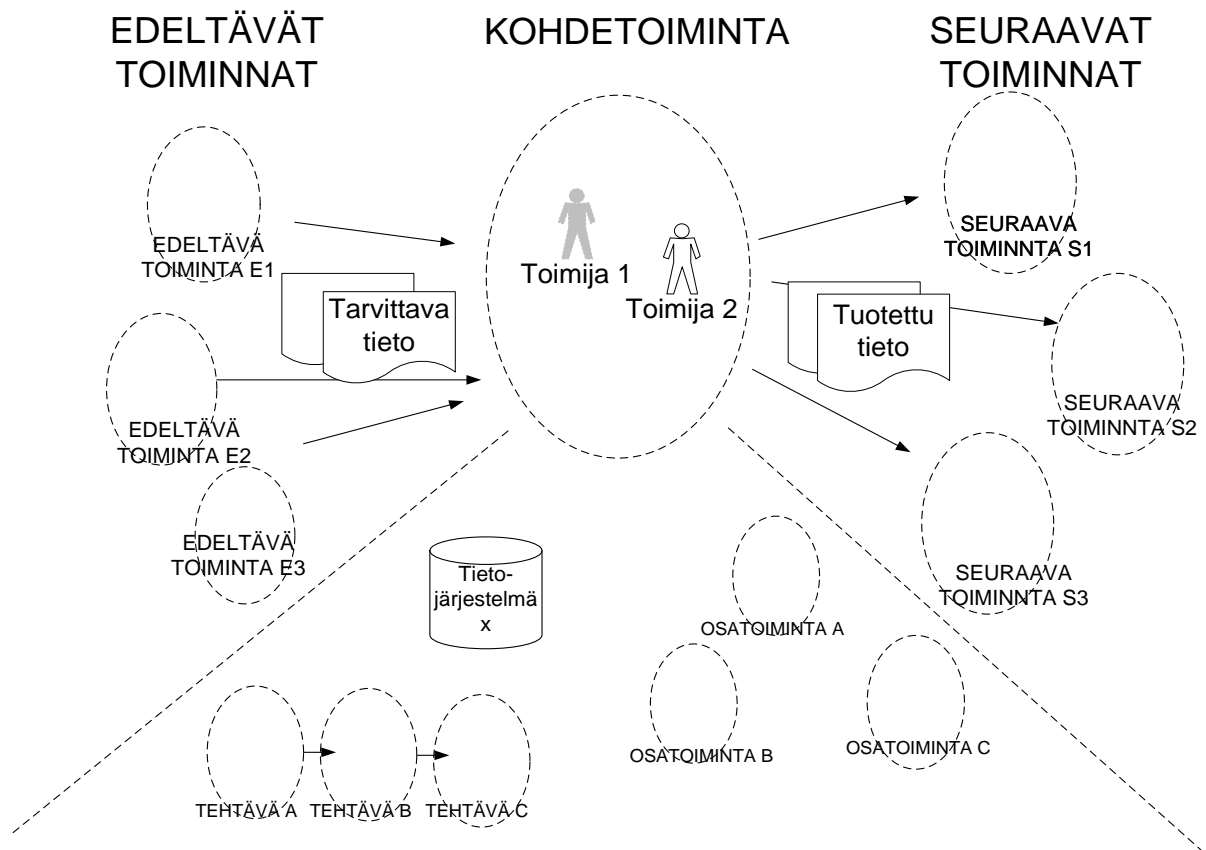 EDELTÄVÄT
TOIMINNAT
KOHDETOIMINTA
SEURAAVAT
TOIMINNAT
EDELTÄVÄ
TOIMINTA E1
Toimija 1
Toimija 2
SEURAAVA
TOIMINNTA S1
Tarvittava
tieto
Tuotettu
tieto
EDELTÄVÄ
TOIMINTA E2
SEURAAVA
TOIMINNTA S2
EDELTÄVÄ
TOIMINTA E3
Tieto-
järjestelmä
x
SEURAAVA
TOIMINNTA S3
OSATOIMINTA A
OSATOIMINTA B
OSATOIMINTA C
TEHTÄVÄ A
TEHTÄVÄ B
TEHTÄVÄ C